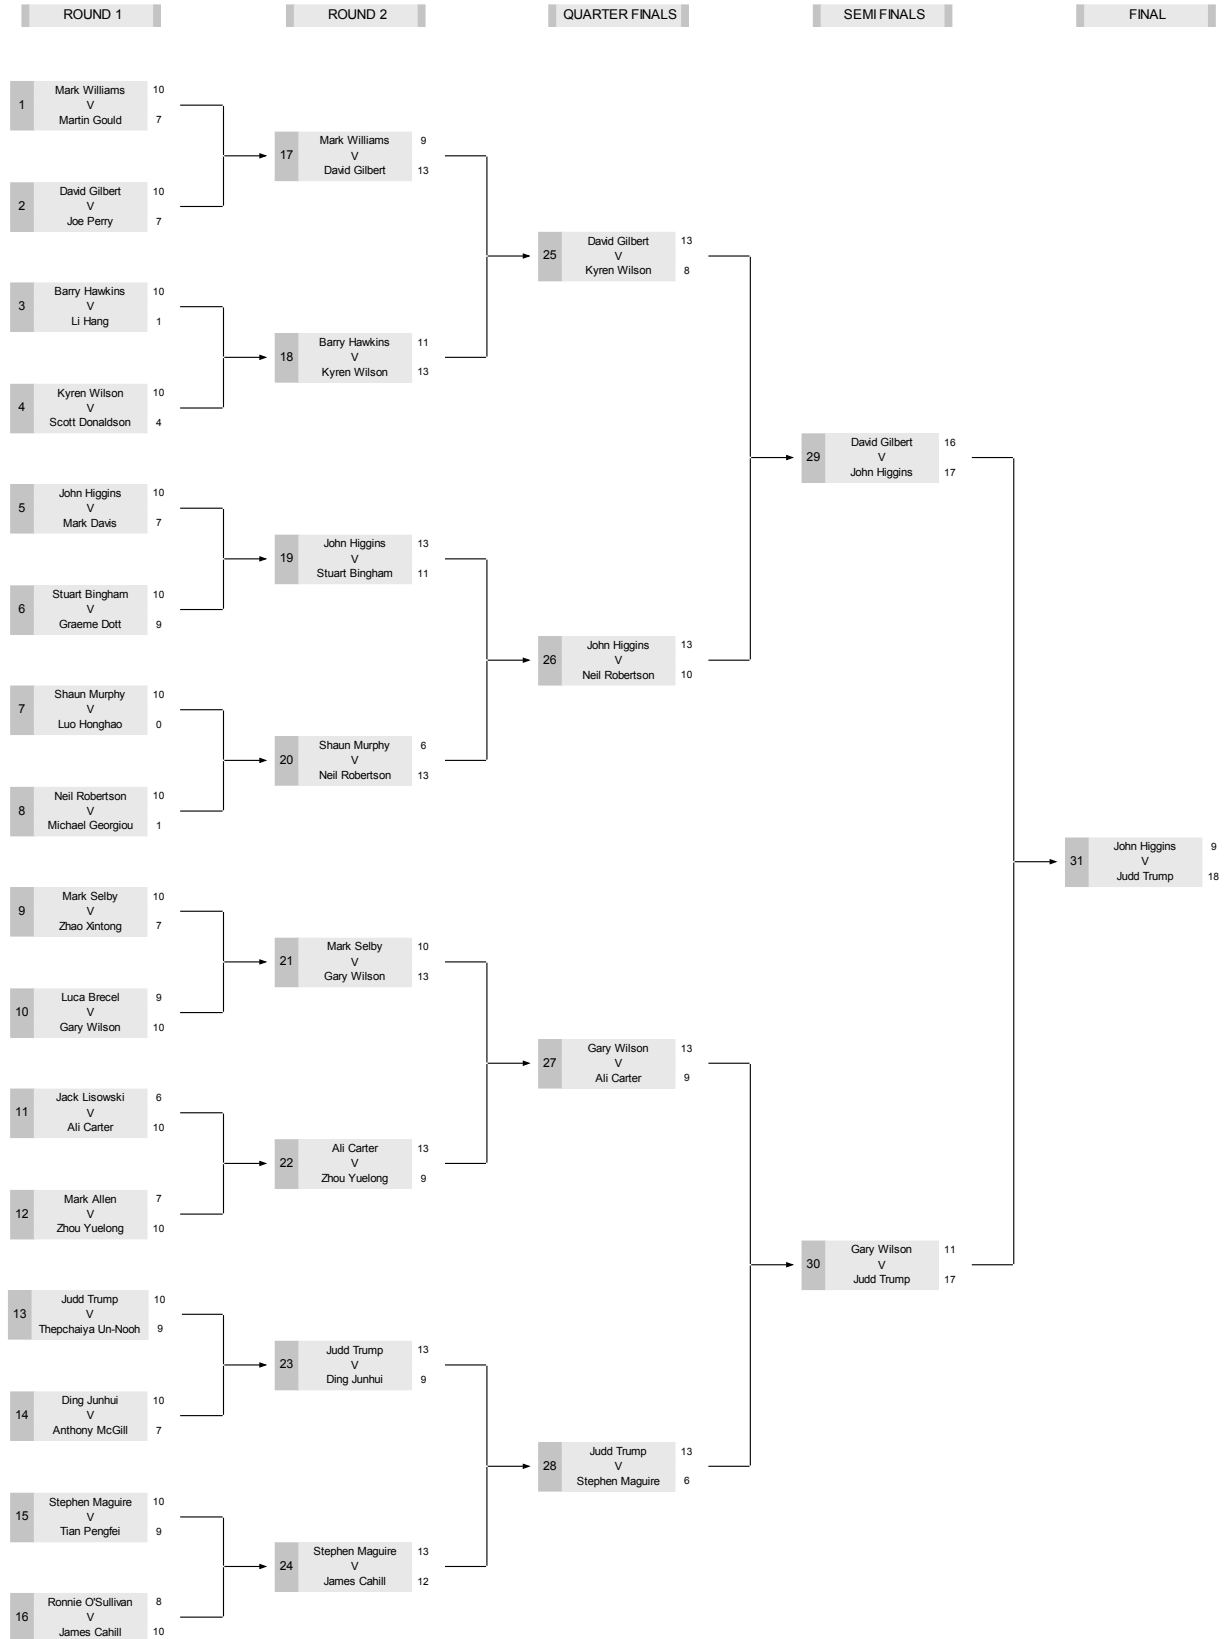 ROUND 1
ROUND 2
QUARTER FINALS
SEMI FINALS
FINAL
1
Mark Williams 10
V
Martin Gould 7
2
David Gilbert 10
V
Joe Perry 7
3
Barry Hawkins 10
V
Li Hang 1
4
Kyren Wilson 10
V
Scott Donaldson 4
5
John Higgins 10
V
Mark Davis 7
6
Stuart Bingham 10
V
Graeme Dott 9
7
Shaun Murphy 10
V
Luo Honghao 0
8
Neil Robertson 10
V
Michael Georgiou 1
9
Mark Selby 10
V
Zhao Xintong 7
10
Luca Brecel 9
V
Gary Wilson 10
11
Jack Lisowski 6
V
Ali Carter 10
12
Mark Allen 7
V
Zhou Yuelong 10
13
Judd Trump 10
V
Thepchaiya Un-Nooh 9
14
Ding Junhui 10
V
Anthony McGill 7
15
Stephen Maguire 10
V
Tian Pengfei 9
16
Ronnie O'Sullivan 8
V
James Cahill 10
17
Mark Williams 9
V
David Gilbert 13
18
Barry Hawkins 11
V
Kyren Wilson 13
19
John Higgins 13
V
Stuart Bingham 11
20
Shaun Murphy 6
V
Neil Robertson 13
21
Mark Selby 10
V
Gary Wilson 13
22
Ali Carter 13
V
Zhou Yuelong 9
23
Judd Trump 13
V
Ding Junhui 9
24
Stephen Maguire 13
V
James Cahill 12
25
David Gilbert 13
V
Kyren Wilson 8
26
John Higgins 13
V
Neil Robertson 10
27
Gary Wilson 13
V
Ali Carter 9
28
Judd Trump 13
V
Stephen Maguire 6
29
David Gilbert 16
V
John Higgins 17
30
Gary Wilson 11
V
Judd Trump 17
31
John Higgins 9
V
Judd Trump 18